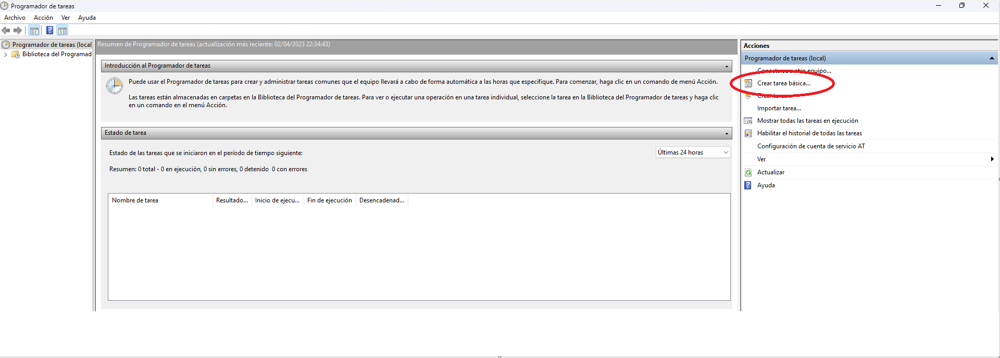 Programador de tareas
Archivo Acción Ver Ayuda
Programador de tareas (local
Biblioteca del Programad
Resumen de Programador de tareas (actualización más reciente: 02/04/2023 22:34:43)
Introducción al Programador de tareas
Puede usar el Programador de tareas para crear y administrar tareas comunes que el equipo llevará a cabo de forma automática a las horas que especifique. Para comenzar, haga clic en un comando de menú Acción.
Las tareas están almacenadas en carpetas en la Biblioteca del Programador de tareas. Para ver o ejecutar una operación en una tarea individual, seleccione la tarea en la Biblioteca del Programador de tareas y haga clic
en un comando en el menú Acción.
Estado de tarea
Estado de las tareas que se iniciaron en el período de tiempo siguiente:
Últimas 24 horas
Resumen: 0 total - 0 en ejecución, 0 sin errores, 0 detenido 0 con errores
Nombre de tarea Resultado... Inicio de ejecu... Fin de ejecución Desencadenad...
Acciones
Programador de tareas (local)
Conectarse a otro equipo...
Crear tarea básica...
Crear tarea...
Importar tarea...
Mostrar todas las tareas en ejecución
Habilitar el historial de todas las tareas
Configuración de cuenta de servicio AT
Ver
Actualizar
Ayuda